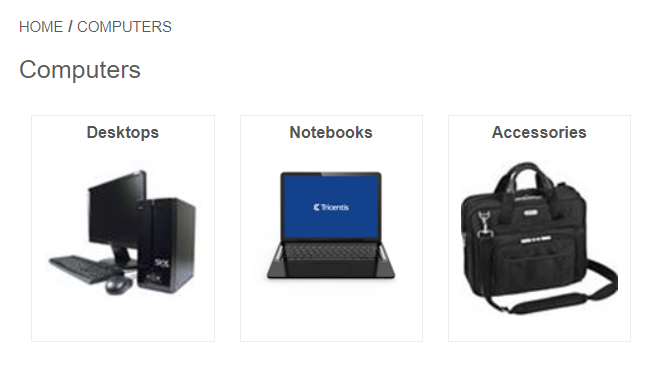 HOME / COMPUTERS
Computers
Desktops
Notebooks
Accessories
Tricentis